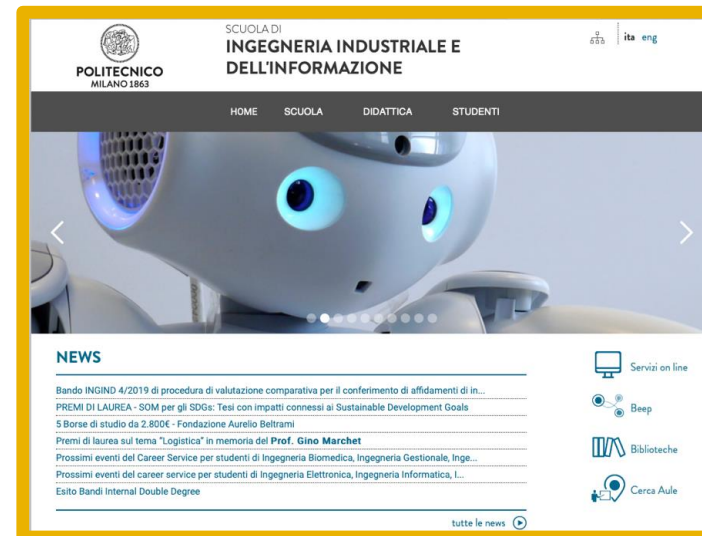 POLITECNICO
MILANO 1863
SCUOLA DI
INGEGNERIA INDUSTRIALE E
DELL'INFORMAZIONE
ita eng
HOME SCUOLA DIDATTICA STUDENTI
NEWS
Bando INGIND 4/2019 di procedura di valutazione comparativa per il conferimento di affidamenti di in...
PREMI DI LAUREA - SOM per gli SDGs: Tesi con impatti connessi ai Sustainable Development Goals
5 Borse di studio da 2.800€ - Fondazione Aurelio Beltrami
Premi di laurea sul tema "Logistica" in memoria del Prof. Gino Marchet
Prossimi eventi del Career Service per studenti di Ingegneria Biomedica, Ingegneria Gestionale, Inge...
Prossimi eventi del career service per studenti di Ingegneria Elettronica, Ingegneria Informatica, I...
Esito Bandi Internal Double Degree
tutte le news
Servizi on line
Beep
Biblioteche
Cerca Aule